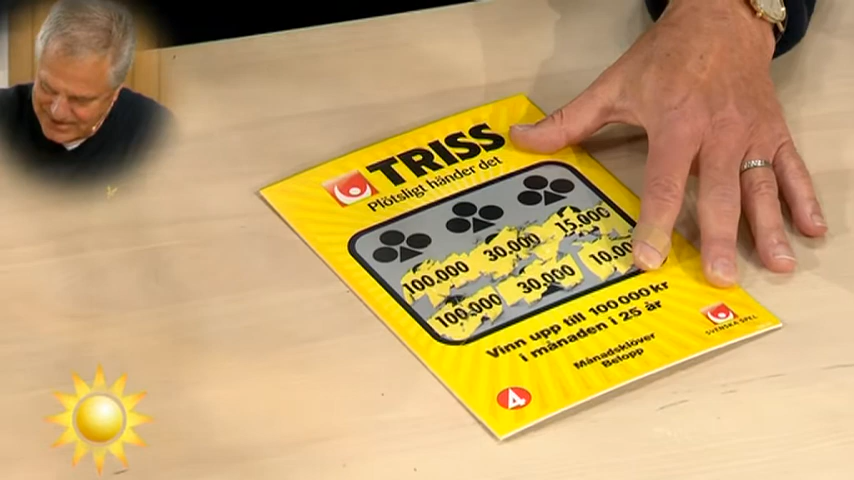 TRISS
Plötsligt händer det
100.000 30.000 15.000
100.000 30.000 10.00
Vinn upp till 100 000 kr
i månaden i 25 år
Månadsklöver
Belopp
SVENSKA SPEL
4